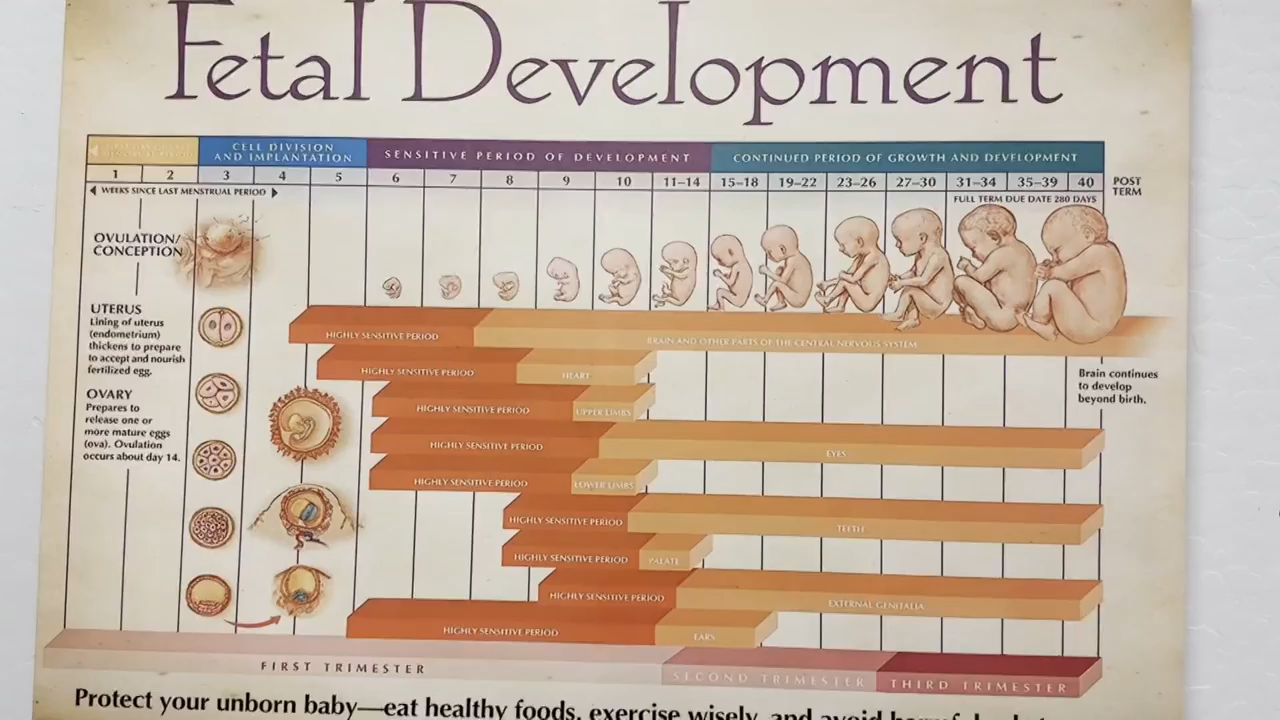 Fetal Development
CELL DIVISION
AND IMPLANTATION
SENSITIVE PERIOD OF DEVELOPMENT
CONTINUED PERIOD OF GROWTH AND DEVELOPMENT
1 2 3 4 5 6 7 8 9 10 11–14 15–18 19–22 23–26 27–30 31–34 35–39 40
POST
TERM
WEEKS SINCE LAST MENSTRUAL PERIOD
FULL TERM DUE DATE 280 DAYS
OVULATION/
CONCEPTION
UTERUS
Lining of uterus
(endometrium)
thickens to prepare
to accept and nourish
fertilized egg.
OVARY
Prepares to
release one or
more mature eggs
(ova). Ovulation
occurs about day 14.
HIGHLY SENSITIVE PERIOD
BRAIN AND OTHER PARTS OF THE CENTRAL NERVOUS SYSTEM
Brain continues
to develop
beyond birth.
HIGHLY SENSITIVE PERIOD
HEART
HIGHLY SENSITIVE PERIOD
UPPER LIMBS
HIGHLY SENSITIVE PERIOD
EYES
HIGHLY SENSITIVE PERIOD
LOWER LIMBS
HIGHLY SENSITIVE PERIOD
TEETH
HIGHLY SENSITIVE PERIOD
PALATE
HIGHLY SENSITIVE PERIOD
EXTERNAL GENITALIA
HIGHLY SENSITIVE PERIOD
EARS
FIRST TRIMESTER
SECOND TRIMESTER
THIRD TRIMESTER
Protect your unborn baby—eat healthy foods, exercise wisely, and avoid